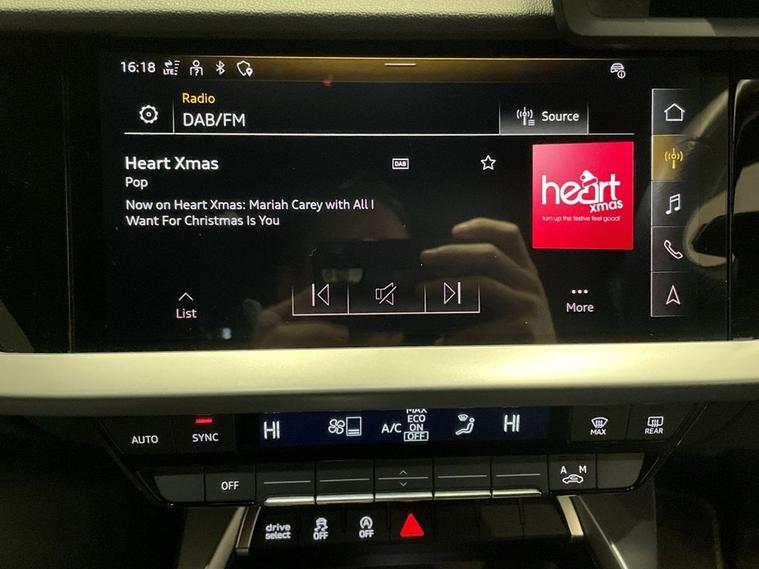 16:18 LTE
Radio
DAB/FM
Source
Heart Xmas
DAB
Pop
Now on Heart Xmas: Mariah Carey with All I
Want For Christmas Is You
heart
xmas
turn up the festive feel good!
List
More
AUTO
SYNC
HI
A/C
MAX
ECO
ON
OFF
HI
MAX
REAR
OFF
A M
drive
select
OFF
OFF